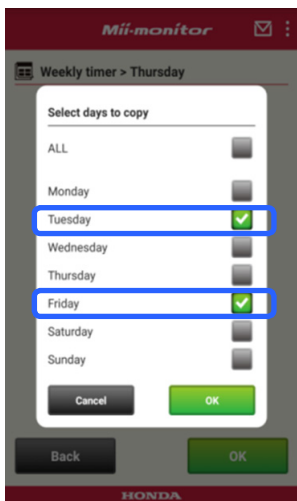 Mii-monitor
Weekly timer > Thursday
Select days to copy
ALL
Monday
Tuesday
Wednesday
Thursday
Friday
Saturday
Sunday
Cancel OK
Back OK
HONDA